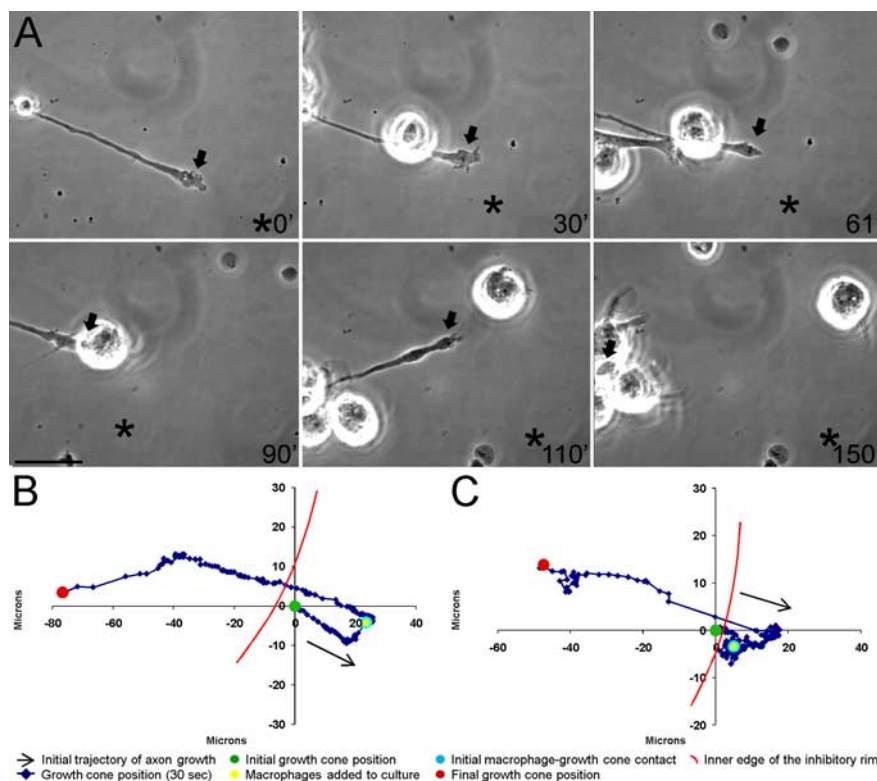 A
*0'
*
30'
*
61
*
90'
*
110'
*
150
B
C
30
20
10
0
-10
-20
-30
-80
-60
-40
-20
0
20
40
Microns
Microns
30
20
10
0
-10
-20
-60
-40
-20
0
20
40
Microns
Microns
Initial trajectory of axon growth
Initial growth cone position
Initial macrophage-growth cone contact
Inner edge of the inhibitory rim
Growth cone position (30 sec)
Macrophages added to culture
Final growth cone position